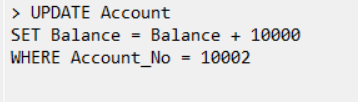 > UPDATE Account
SET Balance = Balance + 10000
WHERE Account_No = 10002